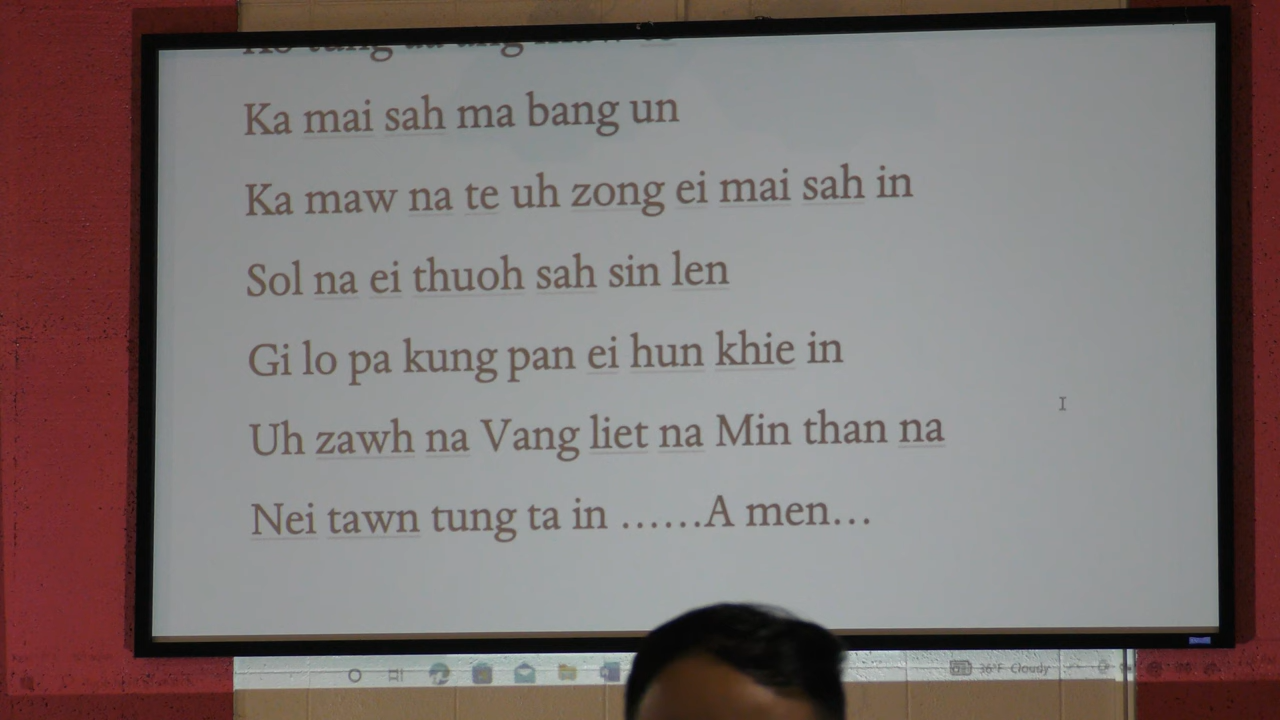 Ka mai sah ma bang un
Ka maw na te uh zong ei mai sah in
Sol na ei thuoh sah sin len
Gi lo pa kung pan ei hun khie in
Uh zawh na Vang liet na Min than na
Nei tawn tung ta in ......A men...
36°F Cloudy